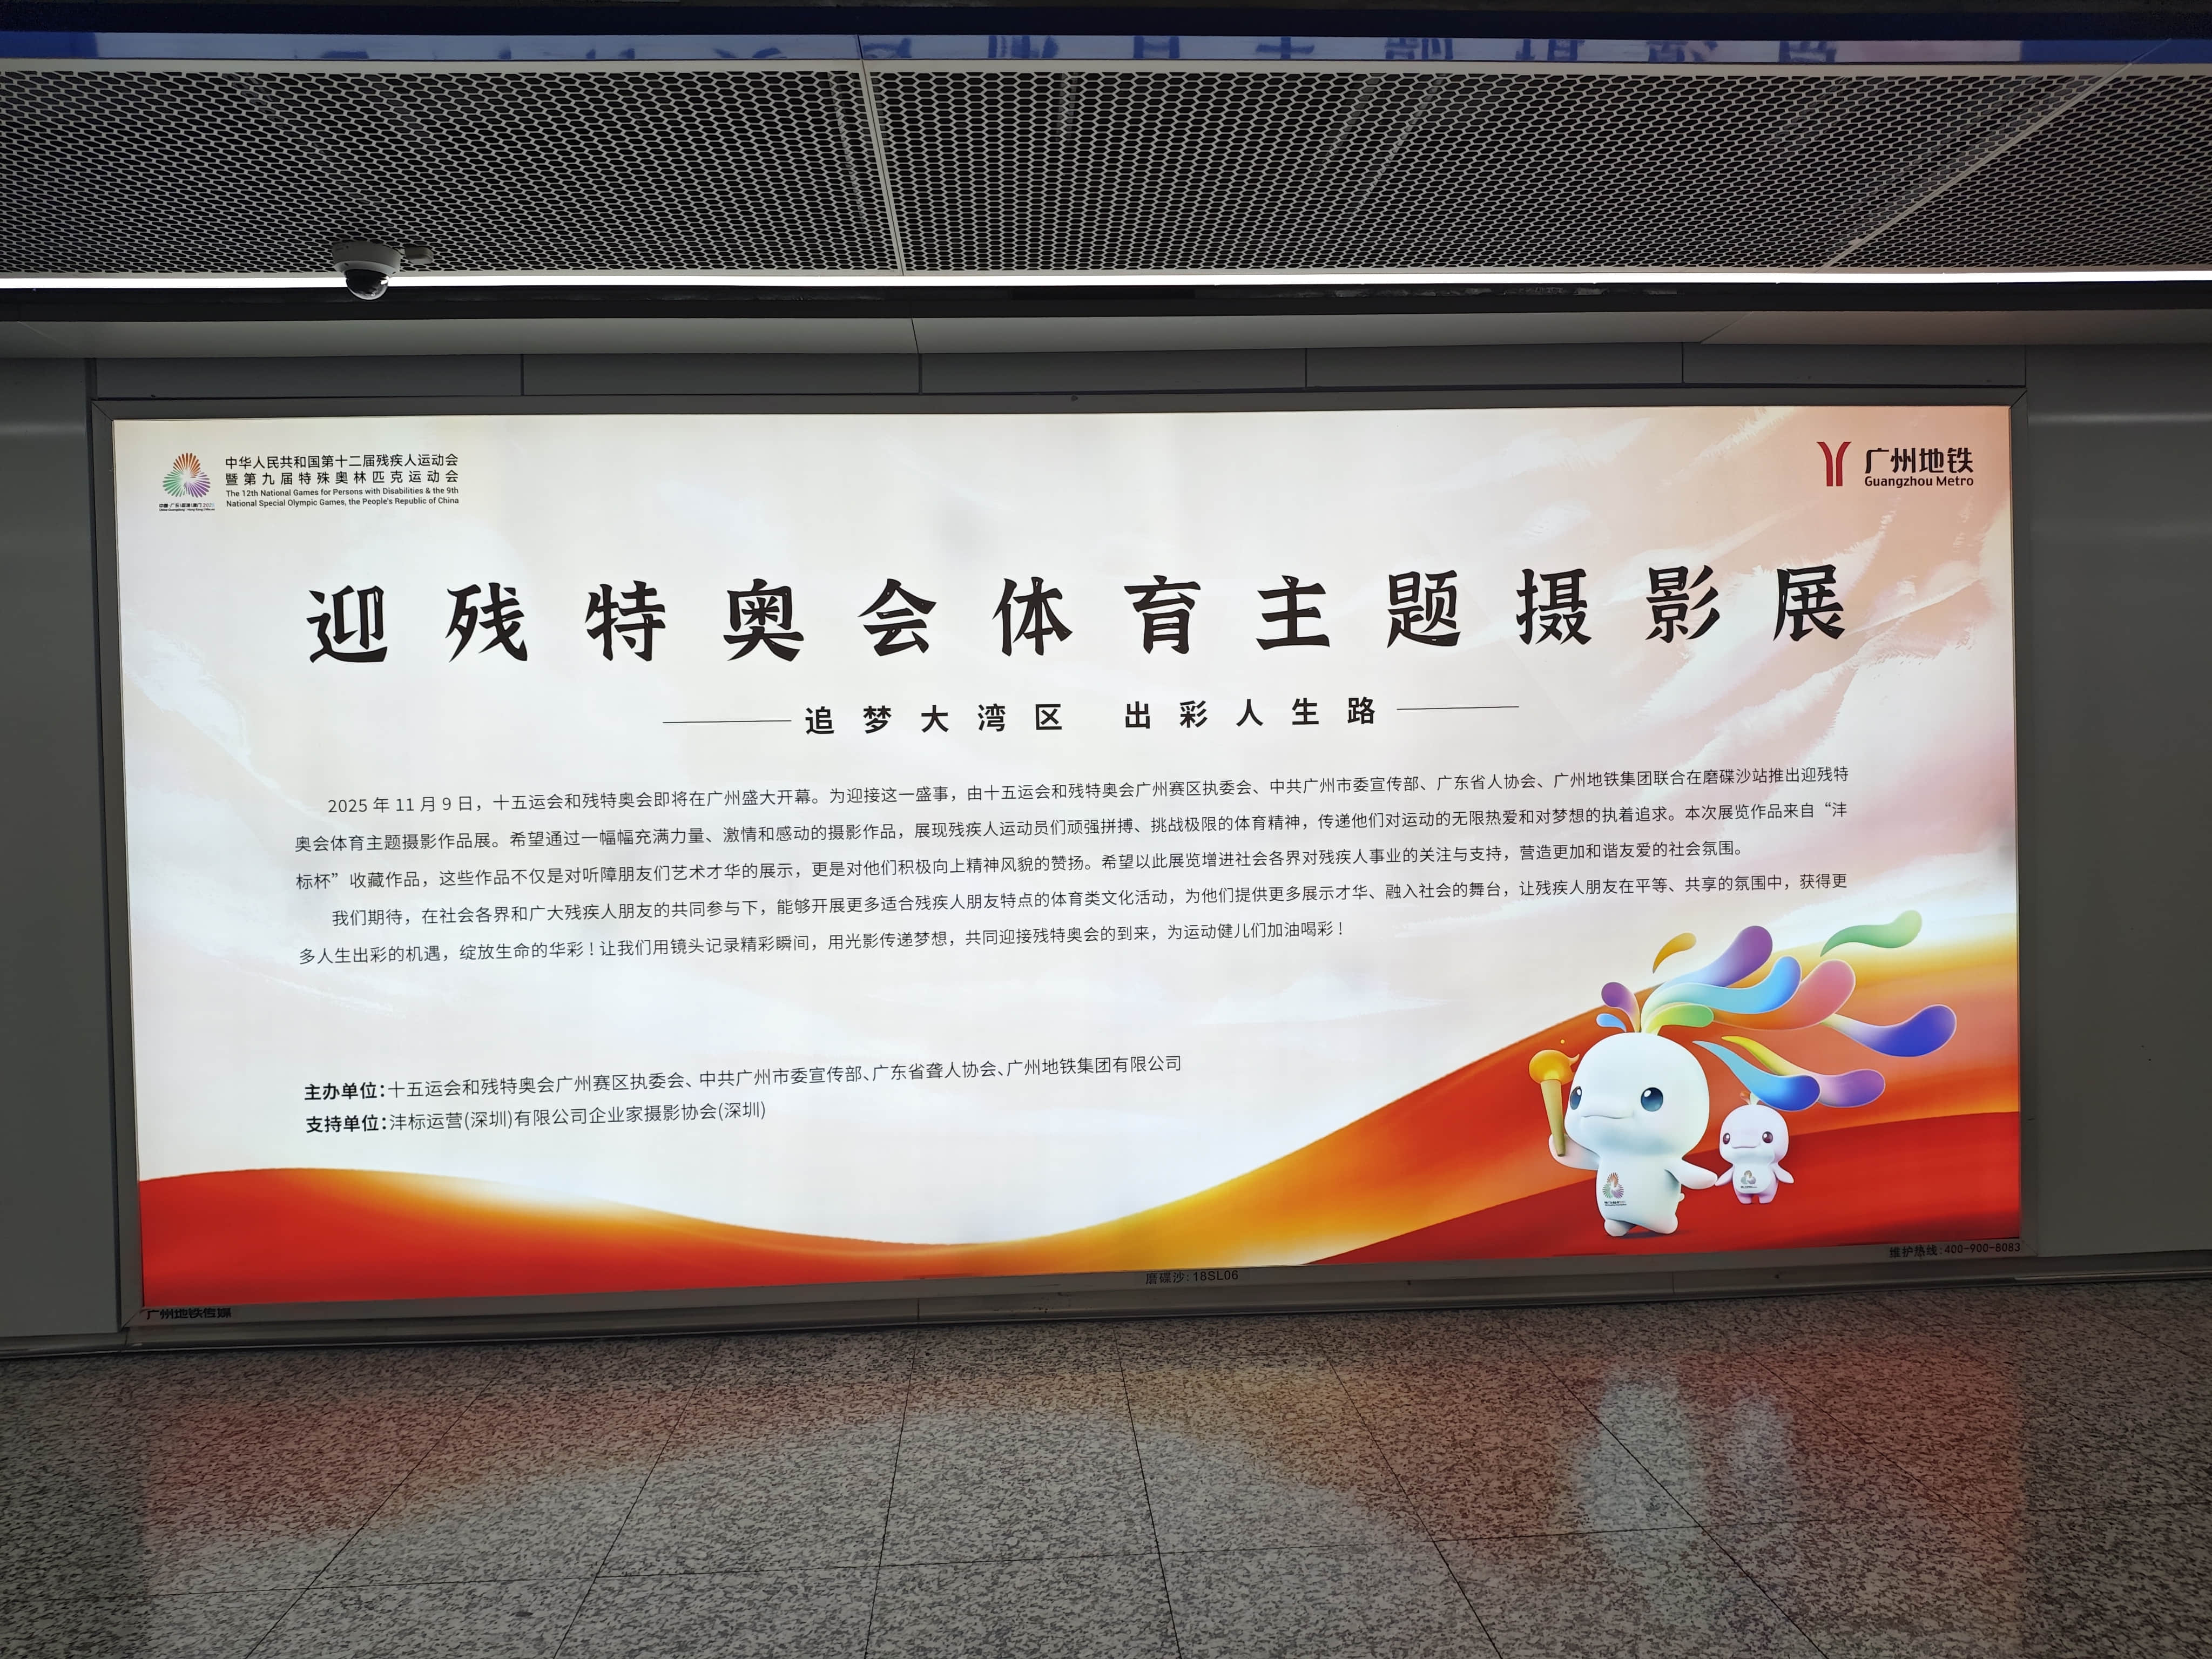 中华人民共和国第十二届残疾人运动会
暨第九届特殊奥林匹克运动会
The 12th National Games for Persons with Disabilities & the 9th
National Special Olympic Games, the People's Republic of China
广州地铁
Guangzhou Metro
迎残特奥会体育主题摄影展
追梦大湾区 出彩人生路
2025年11月9日，十五运会和残特奥会即将在广州盛大开幕。为迎接这一盛事，由十五运会和残特奥会广州赛区执委会、中共广州市委宣传部、广东省人协会、广州地铁集团联合在磨碟沙站推出迎残特
奥会体育主题摄影作品展。希望通过一幅幅充满力量、激情和感动的摄影作品，展现残疾人运动员们顽强拼搏、挑战极限的体育精神，传递他们对运动的无限热爱和对梦想的执着追求。本次展览作品来自“沣
标杯”收藏作品，这些作品不仅是对听障朋友们艺术才华的展示，更是对他们积极向上精神风貌的赞扬。希望以此展览增进社会各界对残疾人事业的关注与支持，营造更加和谐友爱的社会氛围。
我们期待，在社会各界和广大残疾人朋友的共同参与下，能够开展更多适合残疾人朋友特点的体育类文化活动，为他们提供更多展示才华、融入社会的舞台，让残疾人朋友在平等、共享的氛围中，获得更
多人生出彩的机遇，绽放生命的华彩！让我们用镜头记录精彩瞬间，用光影传递梦想，共同迎接残特奥会的到来，为运动健儿们加油喝彩！
主办单位：十五运会和残特奥会广州赛区执委会、中共广州市委宣传部、广东省聋人协会、广州地铁集团有限公司
支持单位：沣标运营(深圳)有限公司企业家摄影协会(深圳)
维护热线：400-900-8083
磨碟沙：18SL06
广州地铁传媒